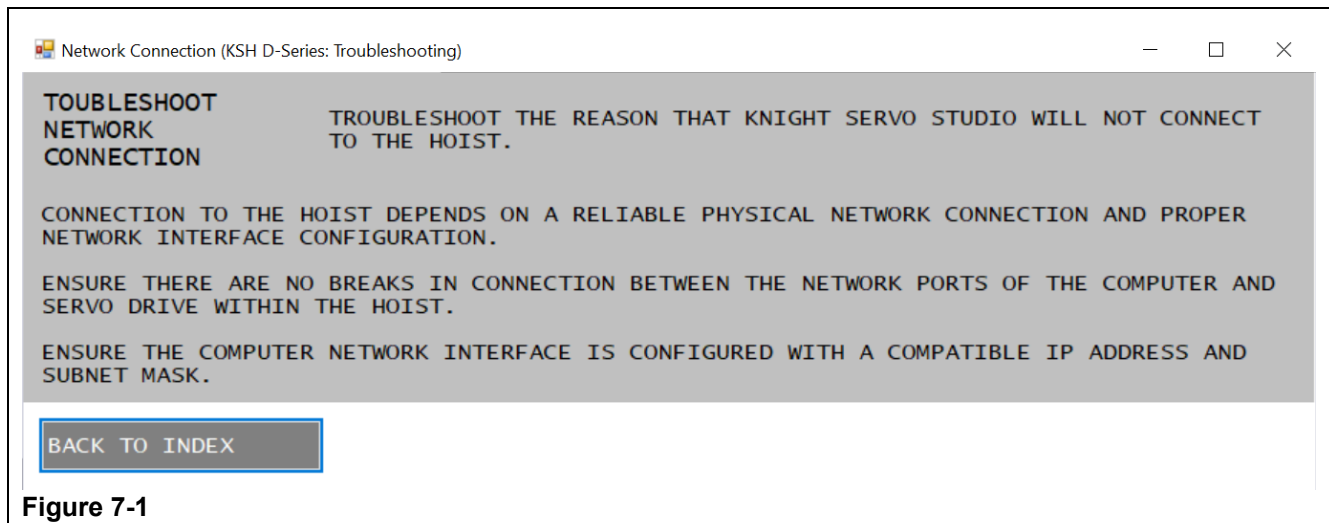 Network Connection (KSH D-Series: Troubleshooting)
TOUBLESHOOT
NETWORK
CONNECTION
TROUBLESHOOT THE REASON THAT KNIGHT SERVO STUDIO WILL NOT CONNECT
TO THE HOIST.
CONNECTION TO THE HOIST DEPENDS ON A RELIABLE PHYSICAL NETWORK CONNECTION AND PROPER
NETWORK INTERFACE CONFIGURATION.
ENSURE THERE ARE NO BREAKS IN CONNECTION BETWEEN THE NETWORK PORTS OF THE COMPUTER AND
SERVO DRIVE WITHIN THE HOIST.
ENSURE THE COMPUTER NETWORK INTERFACE IS CONFIGURED WITH A COMPATIBLE IP ADDRESS AND
SUBNET MASK.
BACK TO INDEX
Figure 7-1